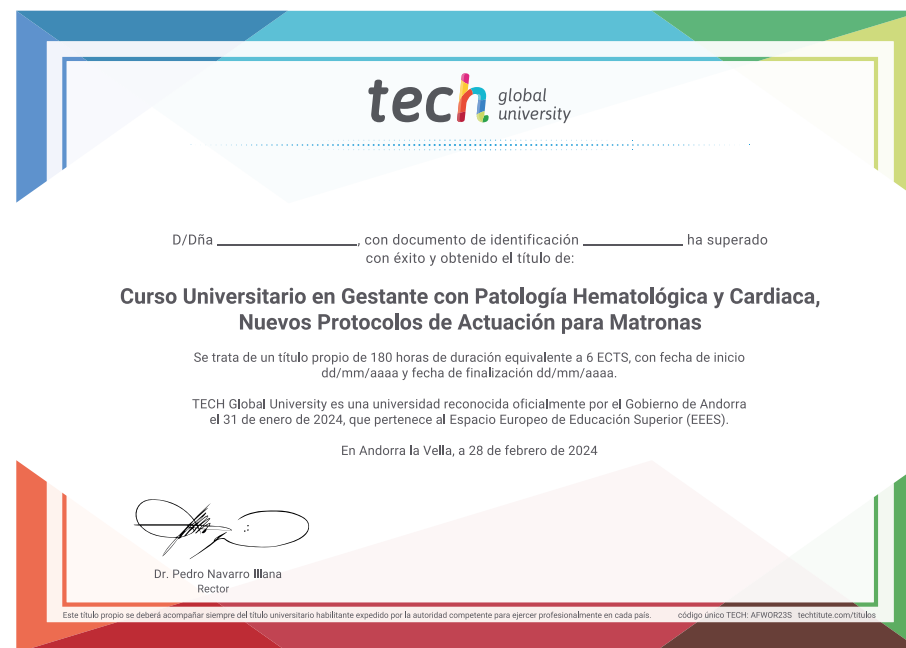 tech global university
D/Dña ____________________, con documento de identificación ______________ ha superado
con éxito y obtenido el título de:
Curso Universitario en Gestante con Patología Hematológica y Cardiaca,
Nuevos Protocolos de Actuación para Matronas
Se trata de un título propio de 180 horas de duración equivalente a 6 ECTS, con fecha de inicio
dd/mm/aaaa y fecha de finalización dd/mm/aaaa.
TECH Global University es una universidad reconocida oficialmente por el Gobierno de Andorra
el 31 de enero de 2024, que pertenece al Espacio Europeo de Educación Superior (EEES).
En Andorra la Vella, a 28 de febrero de 2024
Dr. Pedro Navarro Illana
Rector
Este título propio se deberá acompañar siempre del título universitario habilitante expedido por la autoridad competente para ejercer profesionalmente en cada país. código único TECH: AFWOR23S techtitute.com/titulos